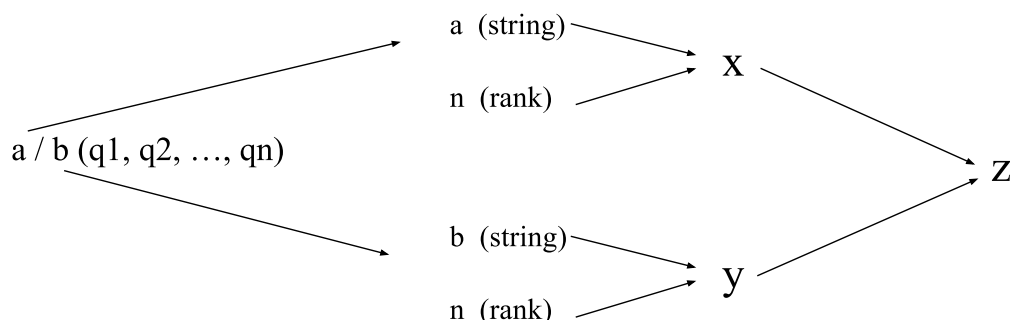 a (string)
n (rank)
x
a / b (q1, q2, …, qn)
z
b (string)
n (rank)
y